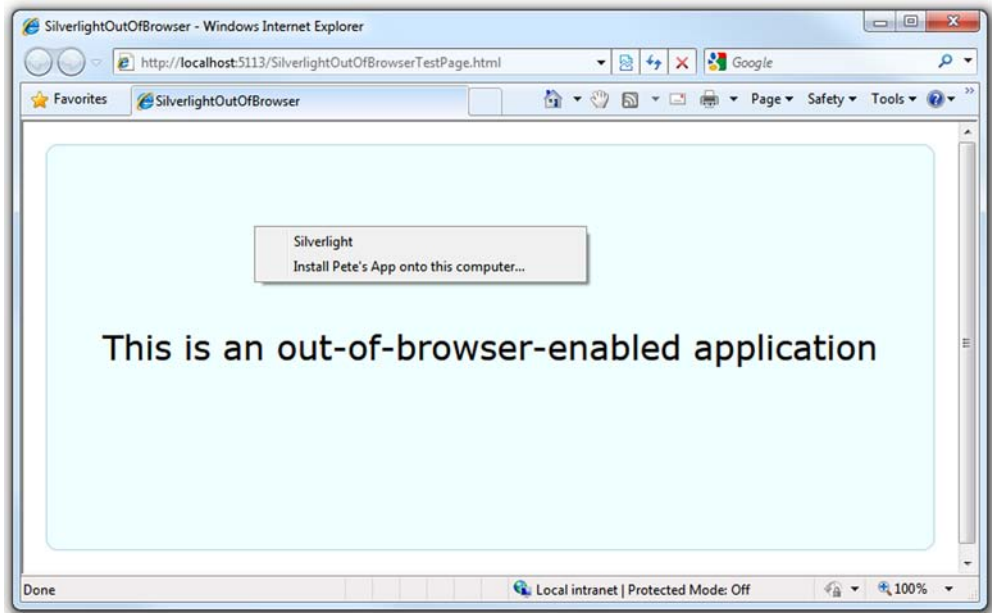 SilverlightOutOfBrowser - Windows Internet Explorer
http://localhost:5113/SilverlightOutOfBrowserTestPage.html
Google
Favorites
SilverlightOutOfBrowser
Page
Safety
Tools
Silverlight
Install Pete's App onto this computer...
This is an out-of-browser-enabled application
Done
Local intranet | Protected Mode: Off
100%